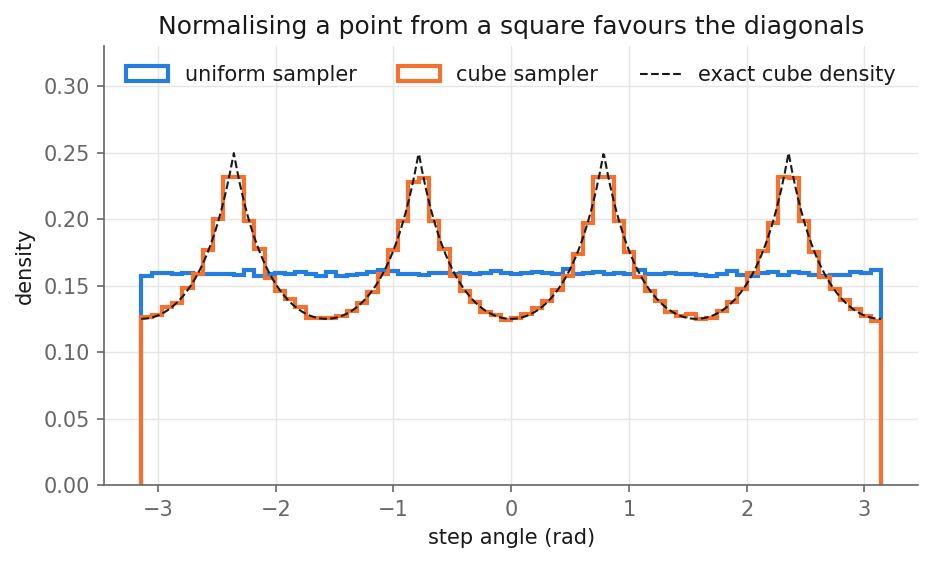 Normalising a point from a square favours the diagonals
uniform sampler cube sampler exact cube density
0.30
0.25
0.20
0.15
0.10
0.05
0.00
density
−3 −2 −1 0 1 2 3
step angle (rad)